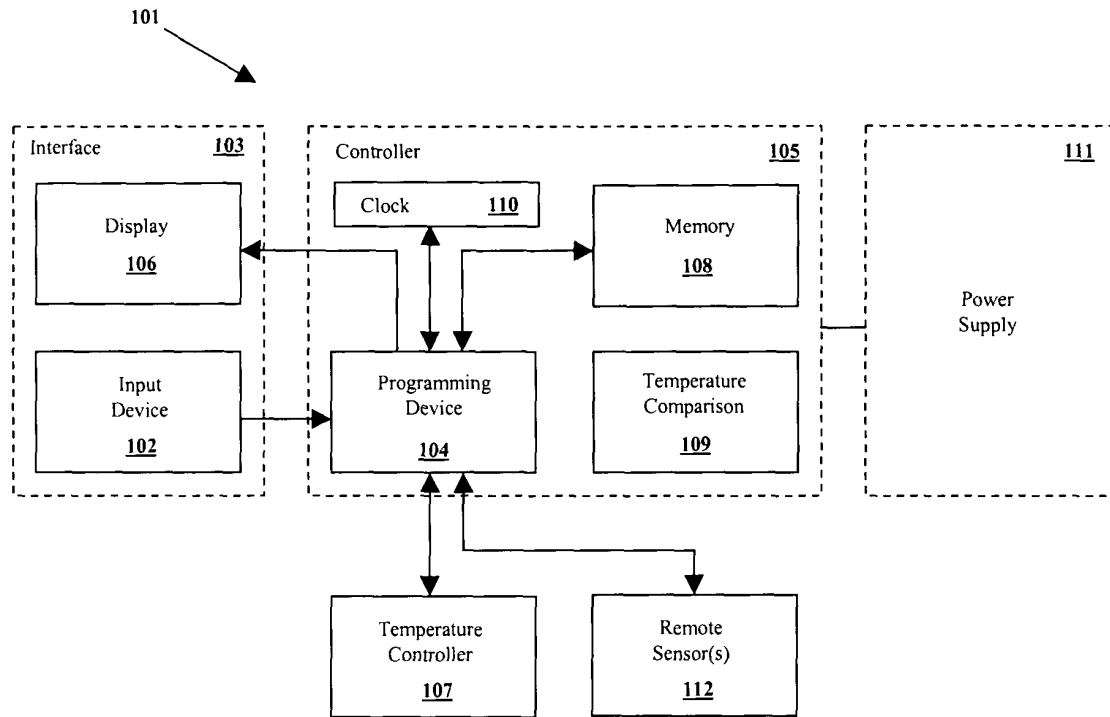 101
Interface 103
Display
106
Input
Device
102
Controller 105
Clock 110
Memory
108
Programming
Device
104
Temperature
Comparison
109
111
Power
Supply
Temperature
Controller
107
Remote
Sensor(s)
112